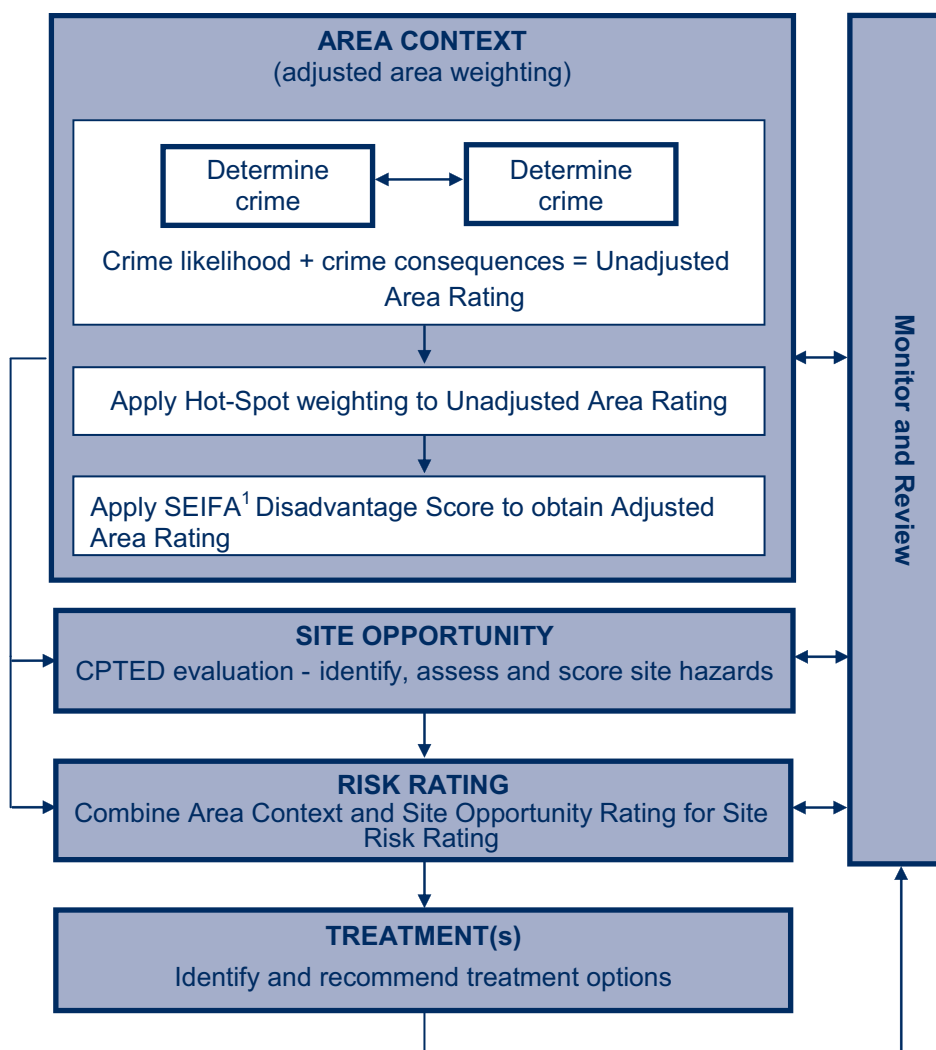 AREA CONTEXT
(adjusted area weighting)
Determine
crime
Determine
crime
Crime likelihood + crime consequences = Unadjusted
Area Rating
Apply Hot-Spot weighting to Unadjusted Area Rating
Apply SEIFA¹ Disadvantage Score to obtain Adjusted
Area Rating
SITE OPPORTUNITY
CPTED evaluation - identify, assess and score site hazards
RISK RATING
Combine Area Context and Site Opportunity Rating for Site
Risk Rating
TREATMENT(s)
Identify and recommend treatment options
Monitor and Review